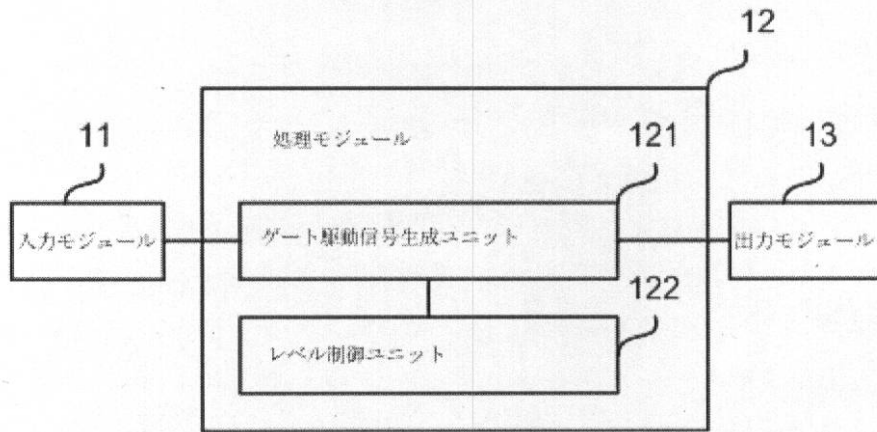 12
処理モジュール
11
121
13
入力モジュール
ゲート駆動信号生成ユニット
出力モジュール
122
レベル制御ユニット